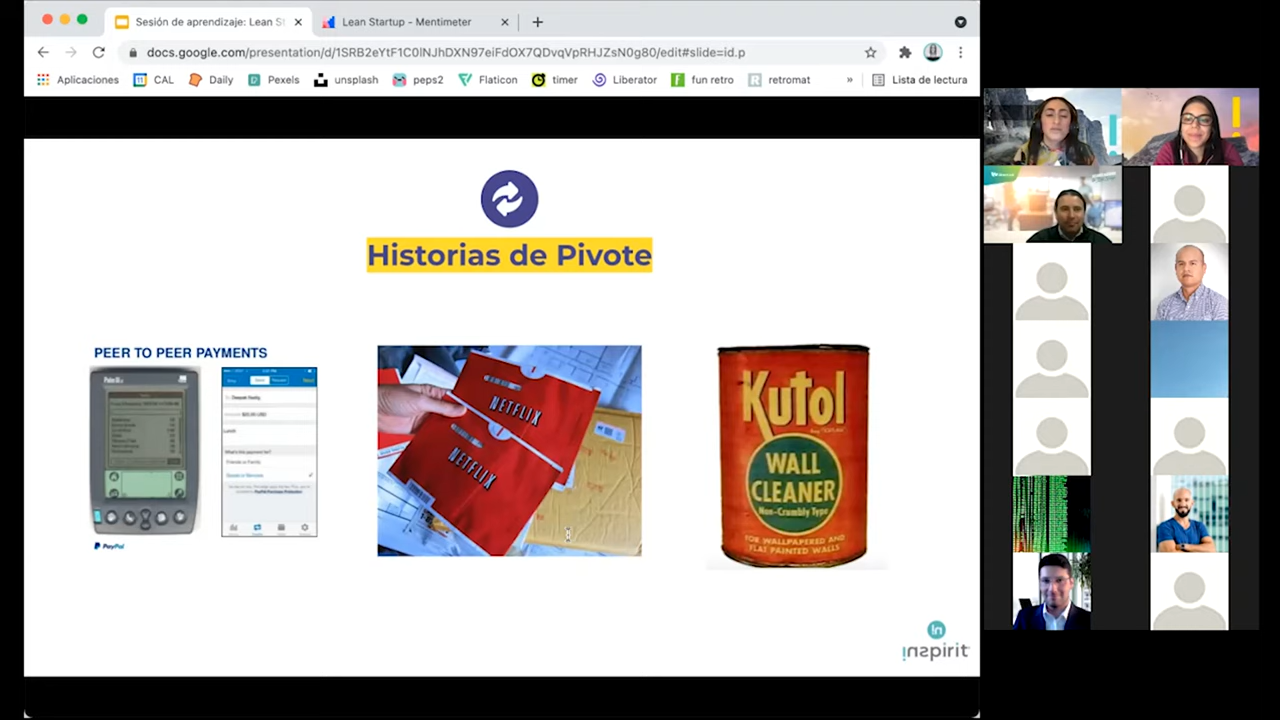 Sesión de aprendizaje: Lean St
Lean Startup - Mentimeter
docs.google.com/presentation/d/1SRB2eYtF1C0lNJhDXN97eiFdOX7QDvqVpRHJZsN0g80/edit#slide=id.p
Aplicaciones
CAL
Daily
Pexels
unsplash
peps2
Flaticon
timer
Liberator
fun retro
retromat
»
Lista de lectura
Historias de Pivote
PEER TO PEER PAYMENTS
PayPal
NETFLIX
NETFLIX
Kutol
WALL
CLEANER
Non-Crumbly Type
FOR WALLPAPERED AND
FLAT PAINTED WALLS
inspirit